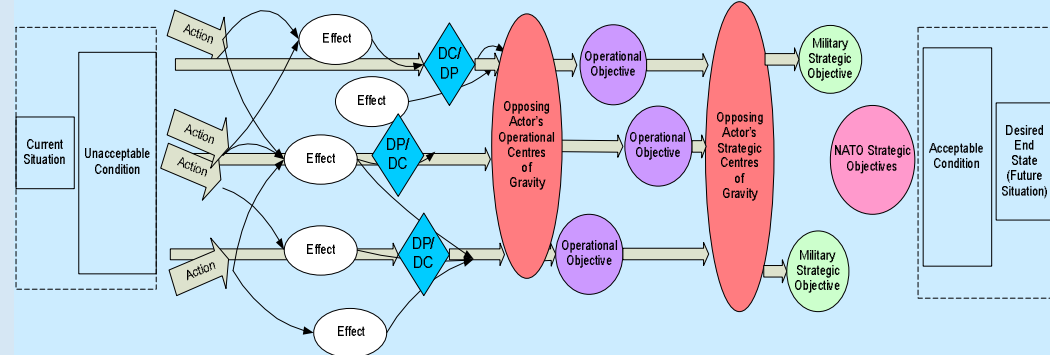 Current
Situation
Unacceptable
Condition
Action
Action
Action
Action
Effect
Effect
Effect
Effect
Effect
DC/
DP
DP/
DC
DP/
DC
Opposing
Actor's
Operational
Centres
of
Gravity
Operational
Objective
Operational
Objective
Operational
Objective
Opposing
Actor's
Strategic
Centres
of
Gravity
Military
Strategic
Objective
Military
Strategic
Objective
NATO Strategic
Objectives
Acceptable
Condition
Desired
End
State
(Future
Situation)